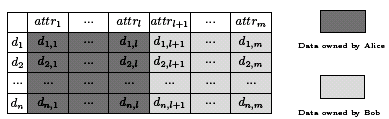 attr₁ ... attrₗ attrₗ₊₁ ... attrₘ
d₁ d₁,₁ ... d₁,ₗ d₁,ₗ₊₁ ... d₁,ₘ
d₂ d₂,₁ ... d₂,ₗ d₂,ₗ₊₁ ... d₂,ₘ
... ... ... ... ... ... ...
dₙ dₙ,₁ ... dₙ,ₗ dₙ,ₗ₊₁ ... dₙ,ₘ
Data owned by Alice
Data owned by Bob